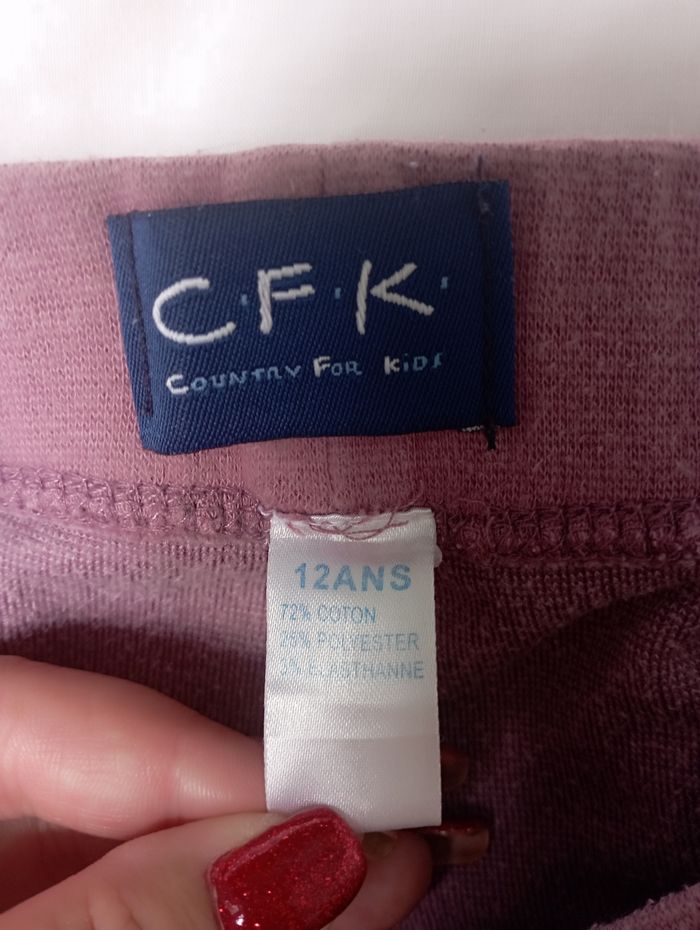 C.F.K.
COUNTRY FOR KiDS
12ANS
72% COTON
25% POLYESTER
3% ELASTHANNE